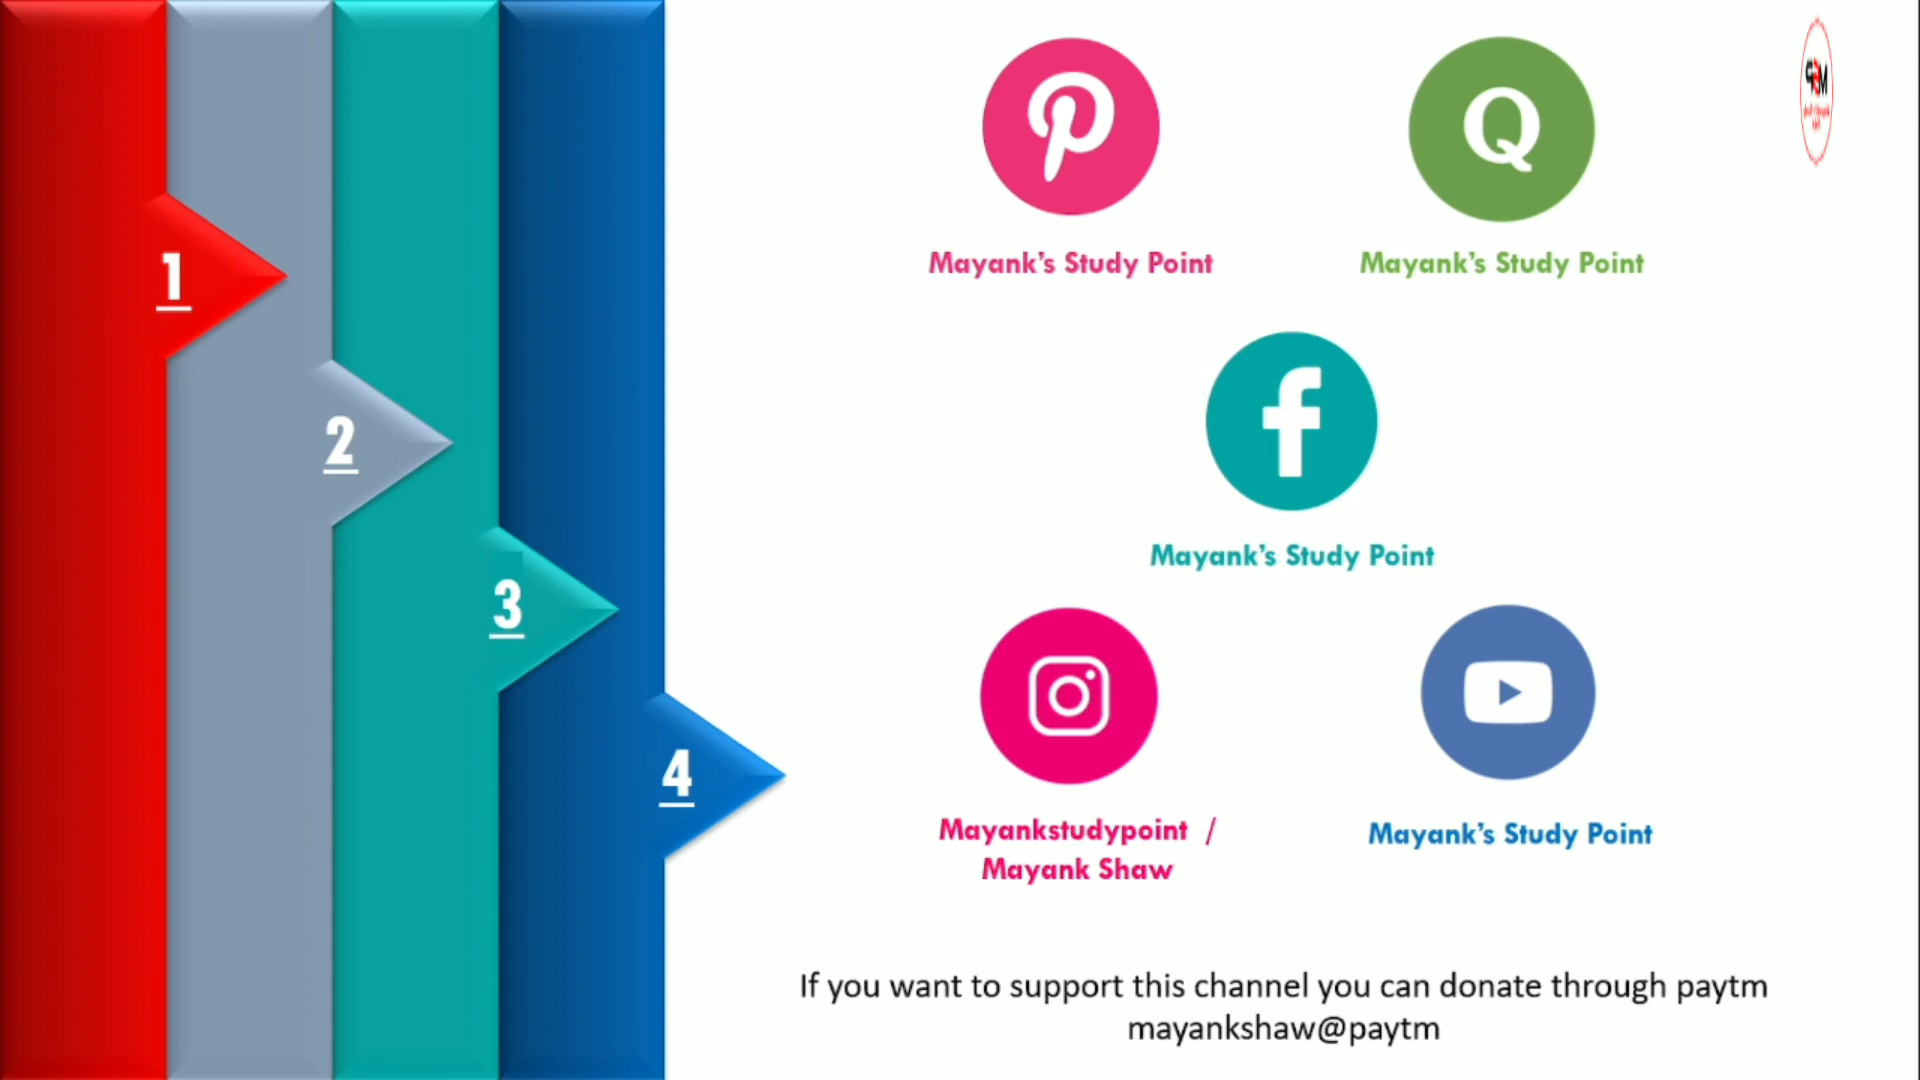 1
2
3
4
Mayank's Study Point
Mayank's Study Point
Mayank's Study Point
Mayankstudypoint /
Mayank Shaw
Mayank's Study Point
If you want to support this channel you can donate through paytm
mayankshaw@paytm